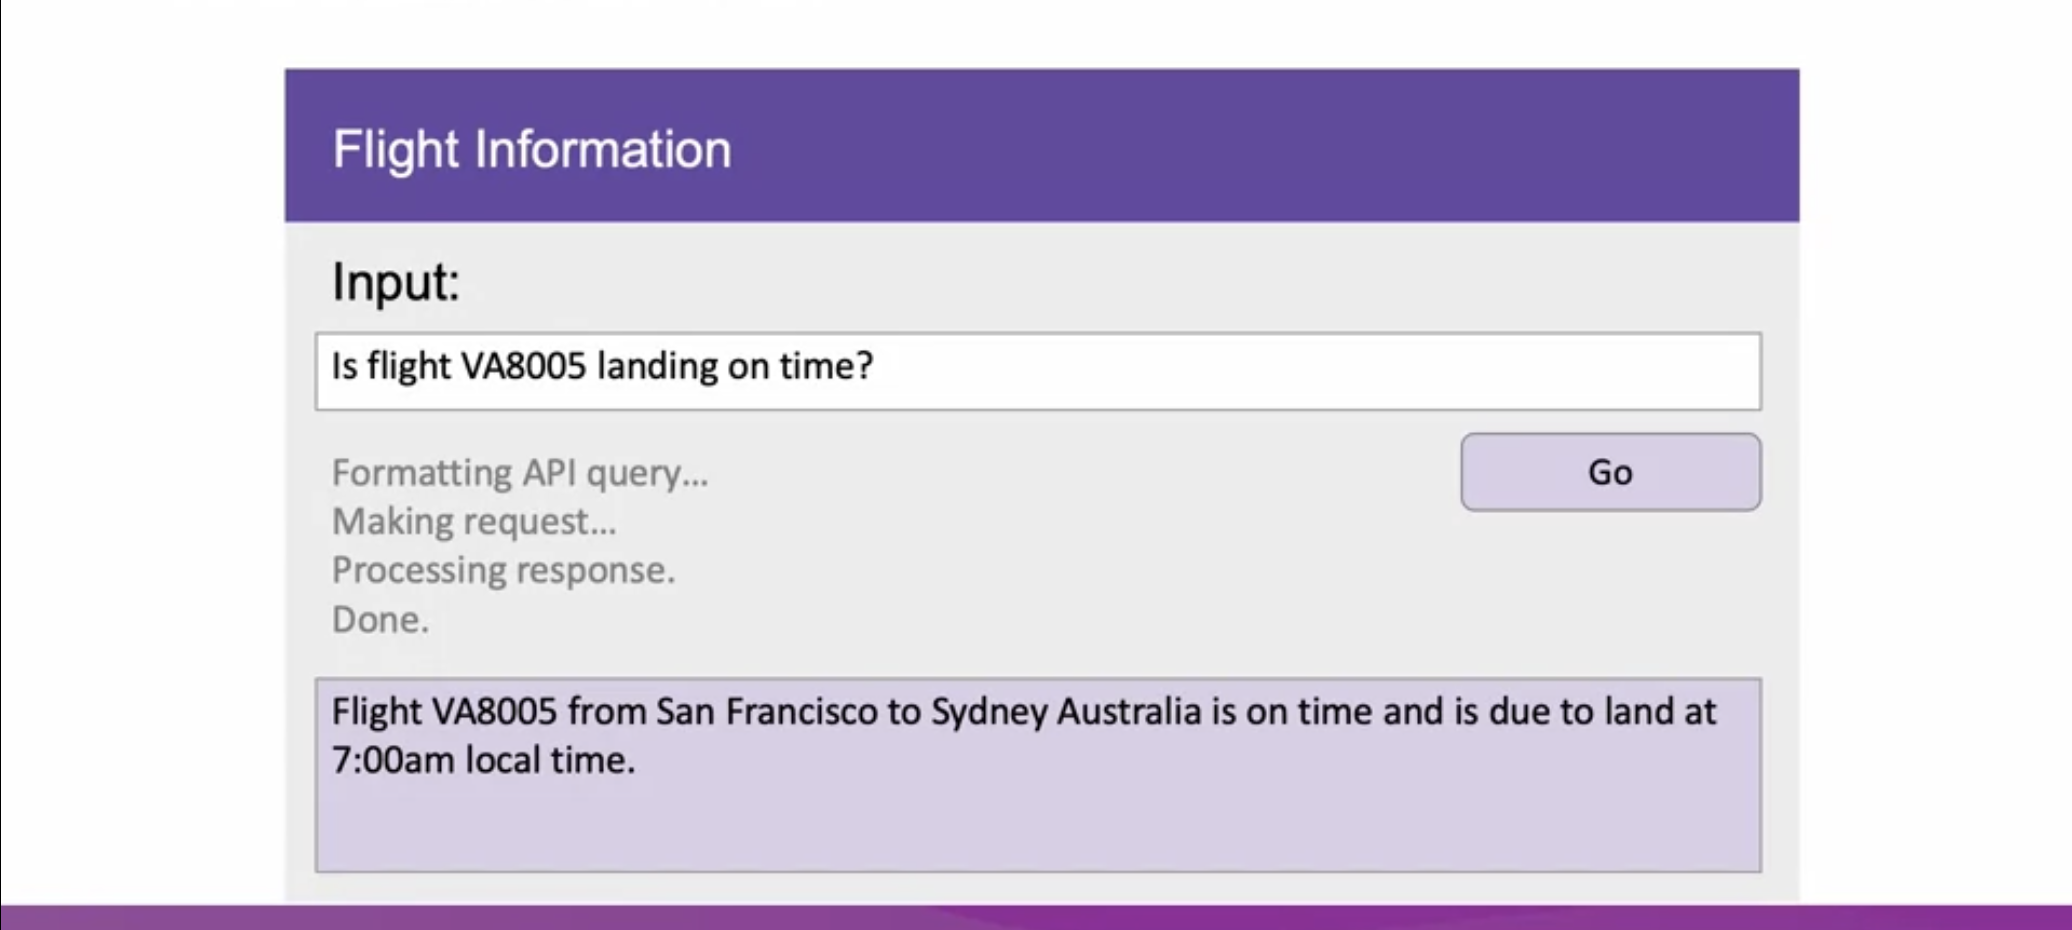 Flight Information
Input:
Is flight VA8005 landing on time?
Formatting API query...
Go
Making request...
Processing response.
Done.
Flight VA8005 from San Francisco to Sydney Australia is on time and is due to land at
7:00am local time.